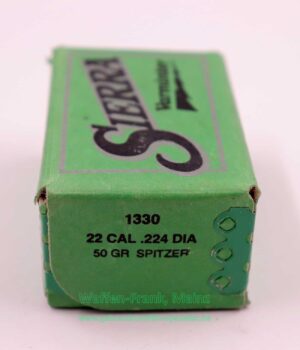 SIERRA
Varminter
1330
22 CAL .224 DIA
50 GR SPITZER
Waffen-Frank, Mainz